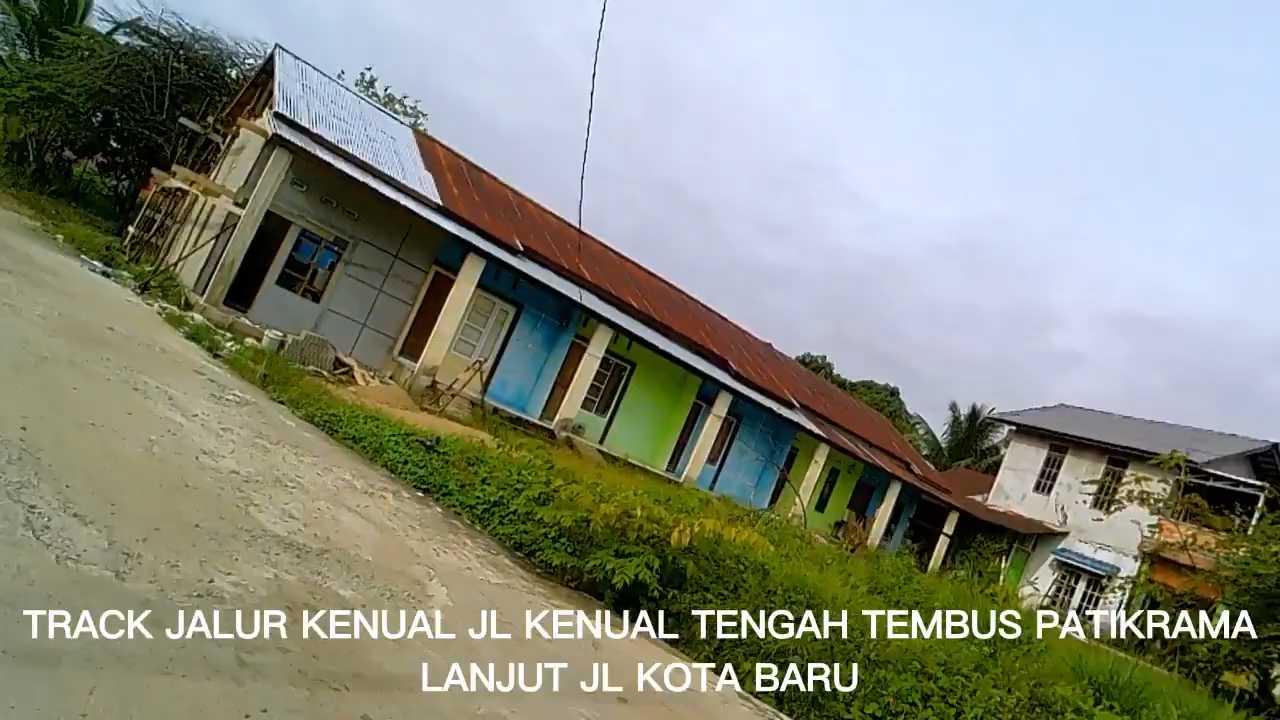 TRACK JALUR KENUAL JL KENUAL TENGAH TEMBUS PATIKRAMA
LANJUT JL KOTA BARU